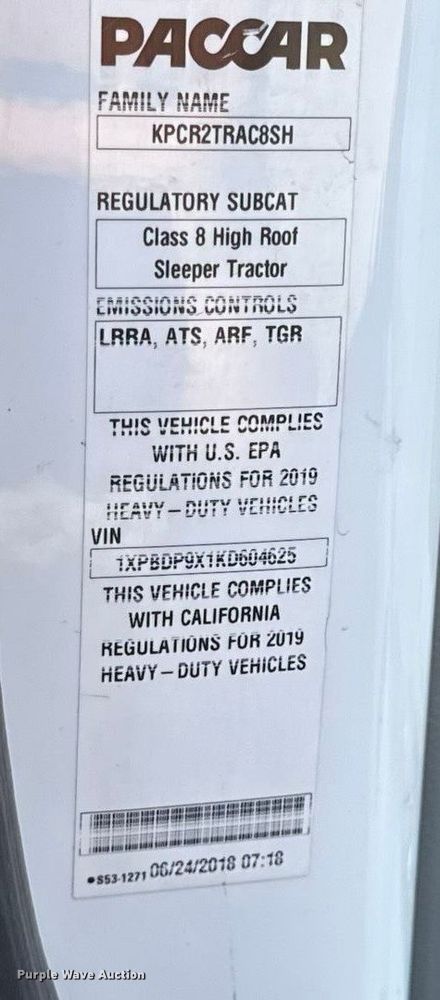 PACCAR
FAMILY NAME
KPCR2TRAC8SH
REGULATORY SUBCAT
Class 8 High Roof
Sleeper Tractor
EMISSIONS CONTROLS
LRRA, ATS, ARF, TGR
THIS VEHICLE COMPLIES
WITH U.S. EPA
REGULATIONS FOR 2019
HEAVY-DUTY VEHICLES
VIN
1XPBDP9X1KD604625
THIS VEHICLE COMPLIES
WITH CALIFORNIA
REGULATIONS FOR 2019
HEAVY-DUTY VEHICLES
•S53-1271 06/24/2018 07:18
Purple Wave Auction